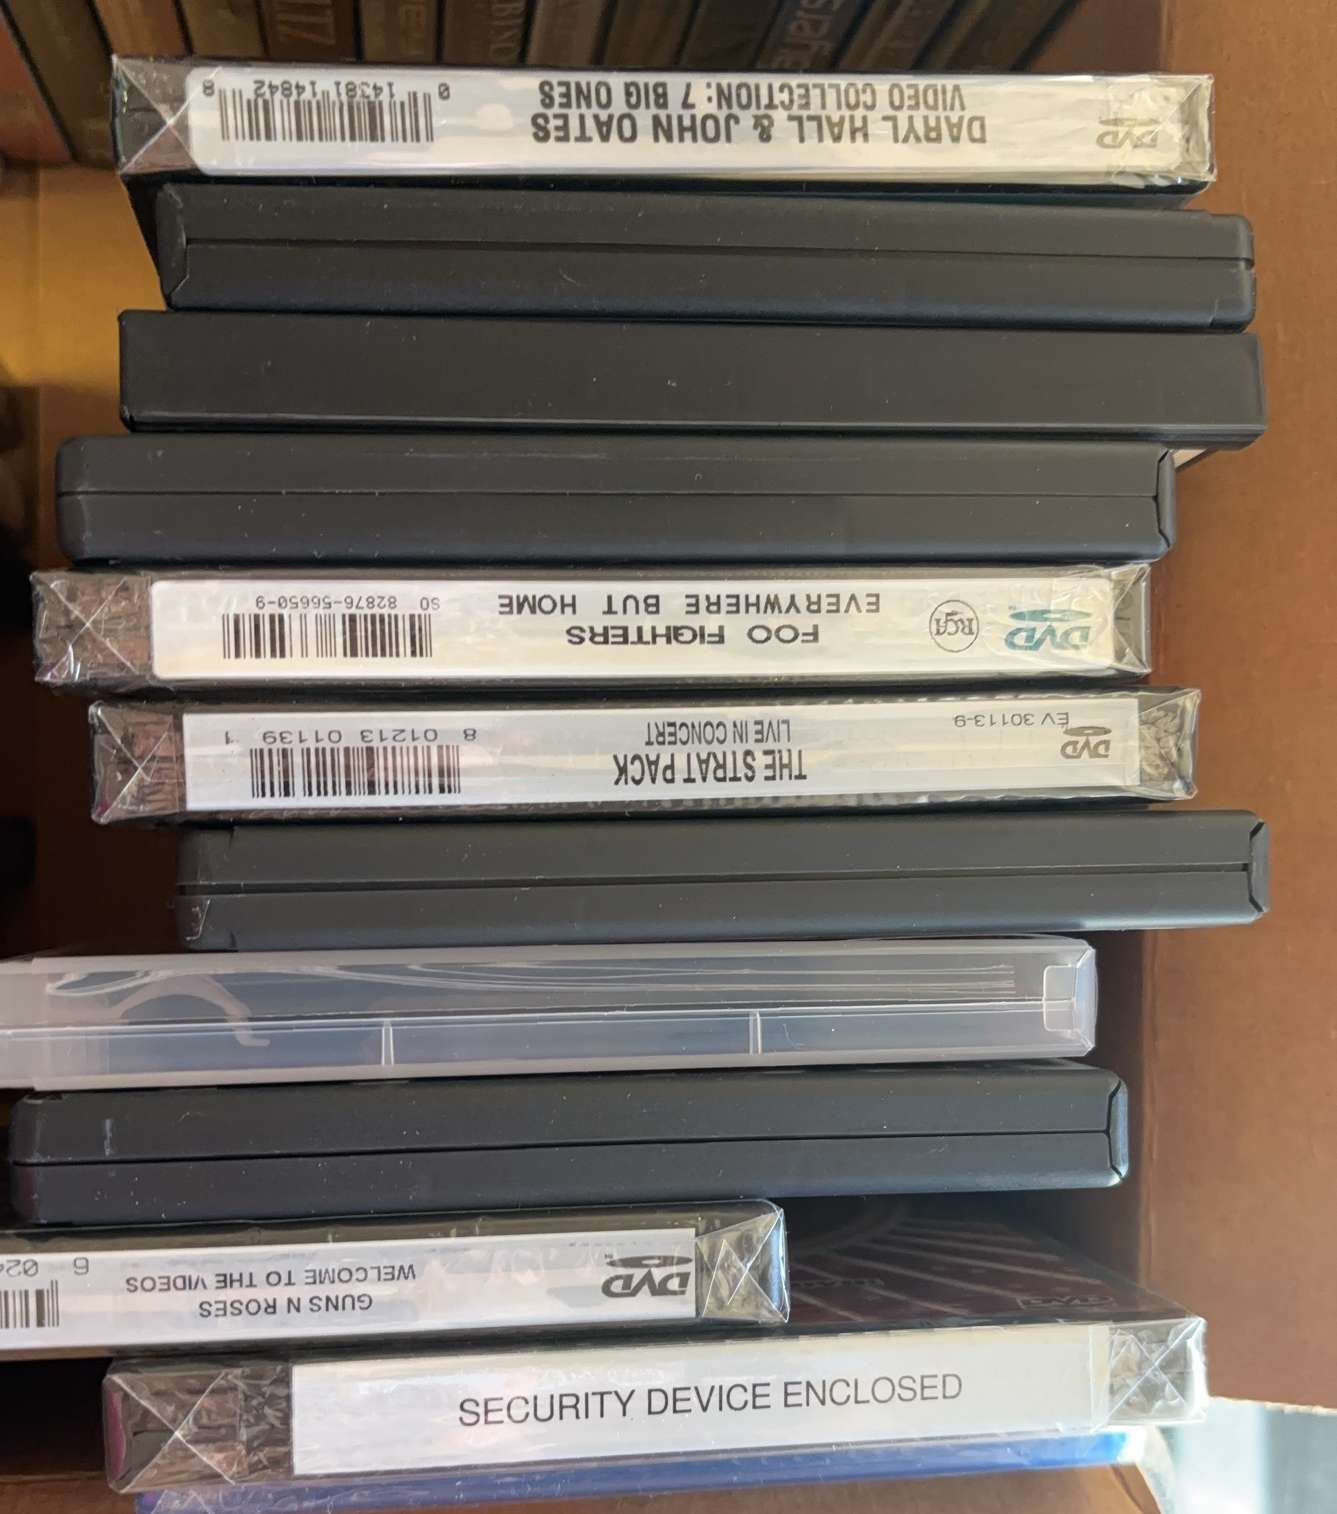 DARYL HALL & JOHN OATES
VIDEO COLLECTION: 7 BIG ONES
DVD
0 14381 14842 8
FOO FIGHTERS
EVERYWHERE BUT HOME
DVD
RCA
SO 82876-56650-9
THE STRAT PACK
LIVE IN CONCERT
DVD
EV 30113-9
8 01213 01139 1
GUNS N ROSES
WELCOME TO THE VIDEOS
DVD
6 02
SECURITY DEVICE ENCLOSED